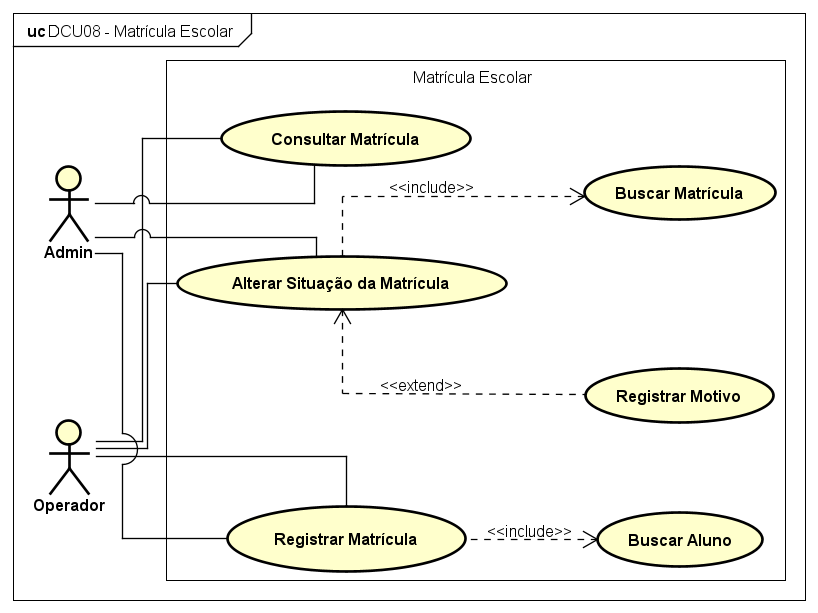 uc DCU08 - Matrícula Escolar
Matrícula Escolar
Consultar Matrícula
<<include>>
Buscar Matrícula
Admin
Alterar Situação da Matrícula
<<extend>>
Registrar Motivo
Operador
Registrar Matrícula
<<include>>
Buscar Aluno